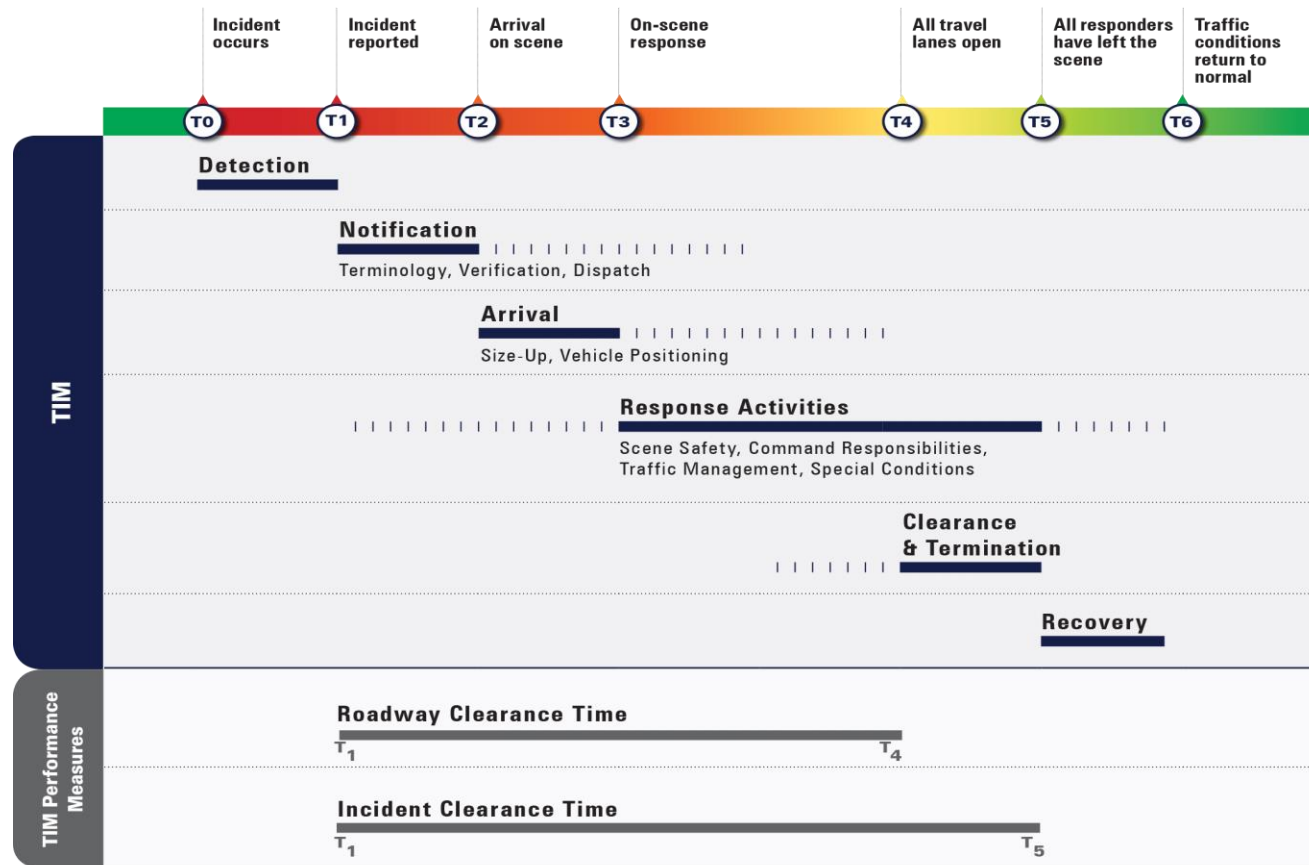 Incident
occurs
Incident
reported
Arrival
on scene
On-scene
response
All travel
lanes open
All responders
have left the
scene
Traffic
conditions
return to
normal
T0
T1
T2
T3
T4
T5
T6
TIM
Detection
Notification
Terminology, Verification, Dispatch
Arrival
Size-Up, Vehicle Positioning
Response Activities
Scene Safety, Command Responsibilities,
Traffic Management, Special Conditions
Clearance
& Termination
Recovery
TIM Performance
Measures
Roadway Clearance Time
T1 T4
Incident Clearance Time
T1 T5